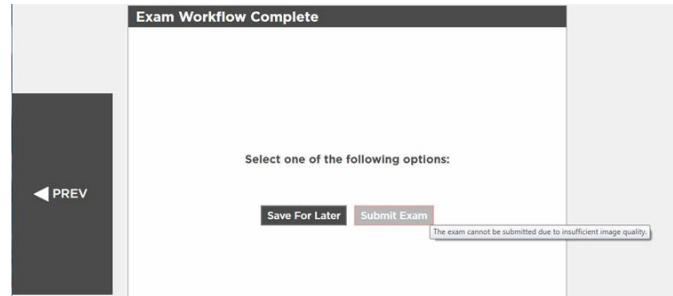 Exam Workflow Complete
Select one of the following options:
PREV
Save For Later
Submit Exam
The exam cannot be submitted due to insufficient image quality.